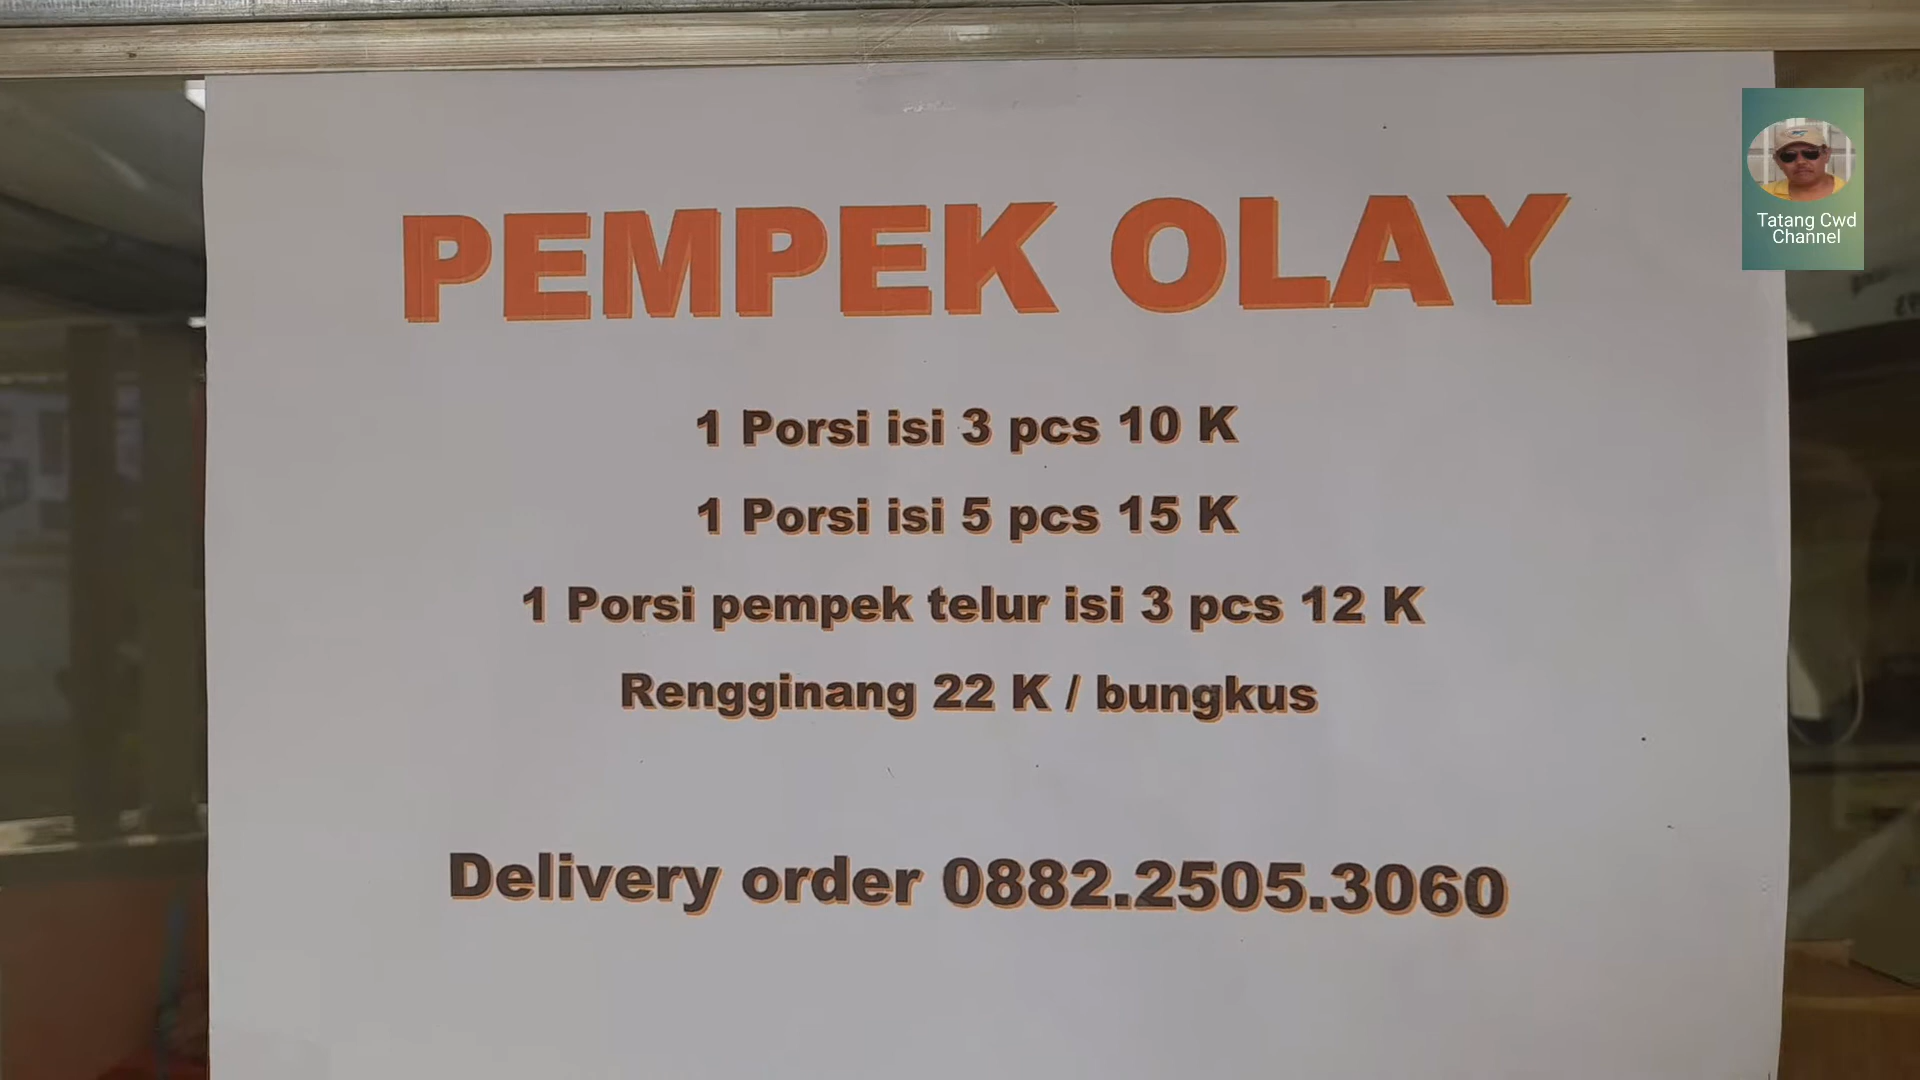 PEMPEK OLAY
Tatang Cwd
Channel
1 Porsi isi 3 pcs 10 K
1 Porsi isi 5 pcs 15 K
1 Porsi pempek telur isi 3 pcs 12 K
Rengginang 22 K / bungkus
Delivery order 0882.2505.3060